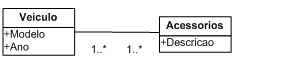 Veiculo
+Modelo
+Ano
1..*
1..*
Acessorios
+Descricao